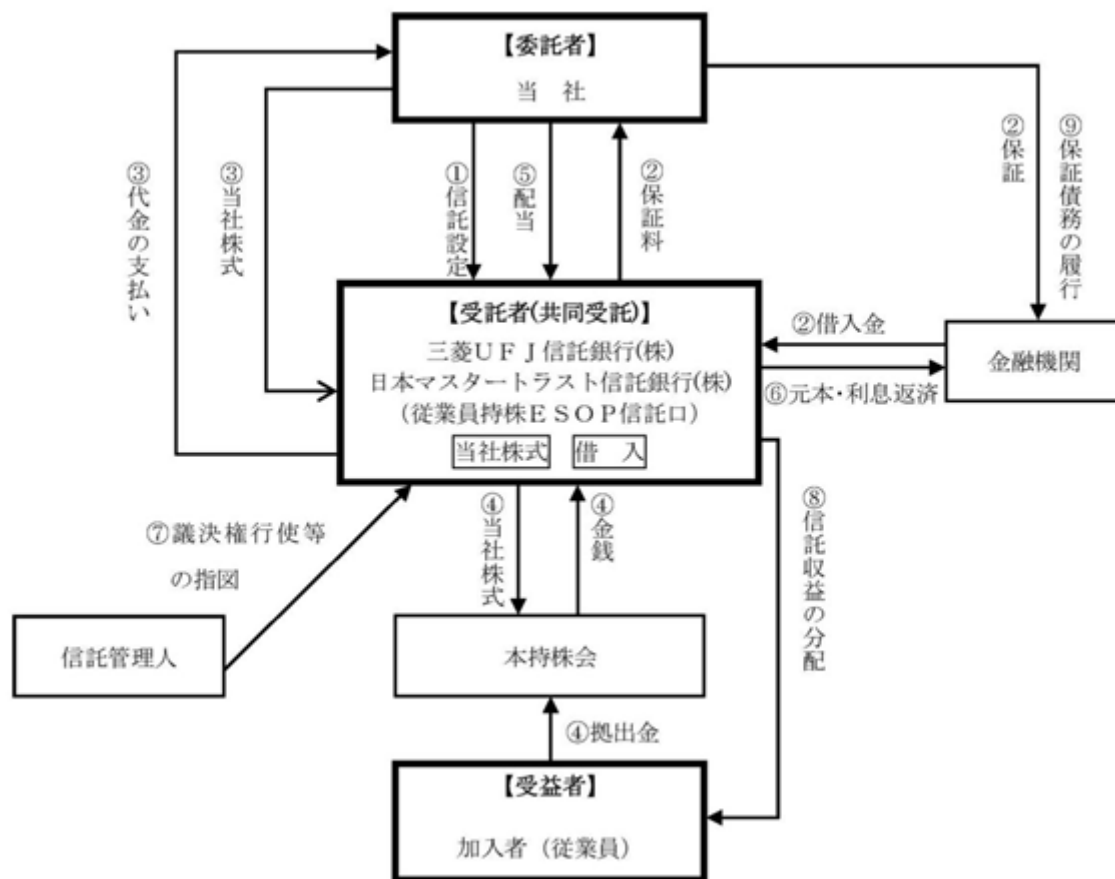 【委託者】
当 社
③代金の支払い
③当社株式
①信託設定
⑤配当
②保証料
②保証
⑨保証債務の履行
【受託者(共同受託)】
三菱UFJ信託銀行(株)
日本マスタートラスト信託銀行(株)
(従業員持株ESOP信託口)
当社株式 借 入
②借入金
⑥元本・利息返済
金融機関
⑦議決権行使等
の指図
④当社株式
④金銭
⑧信託収益の分配
信託管理人
本持株会
④拠出金
【受益者】
加入者(従業員)